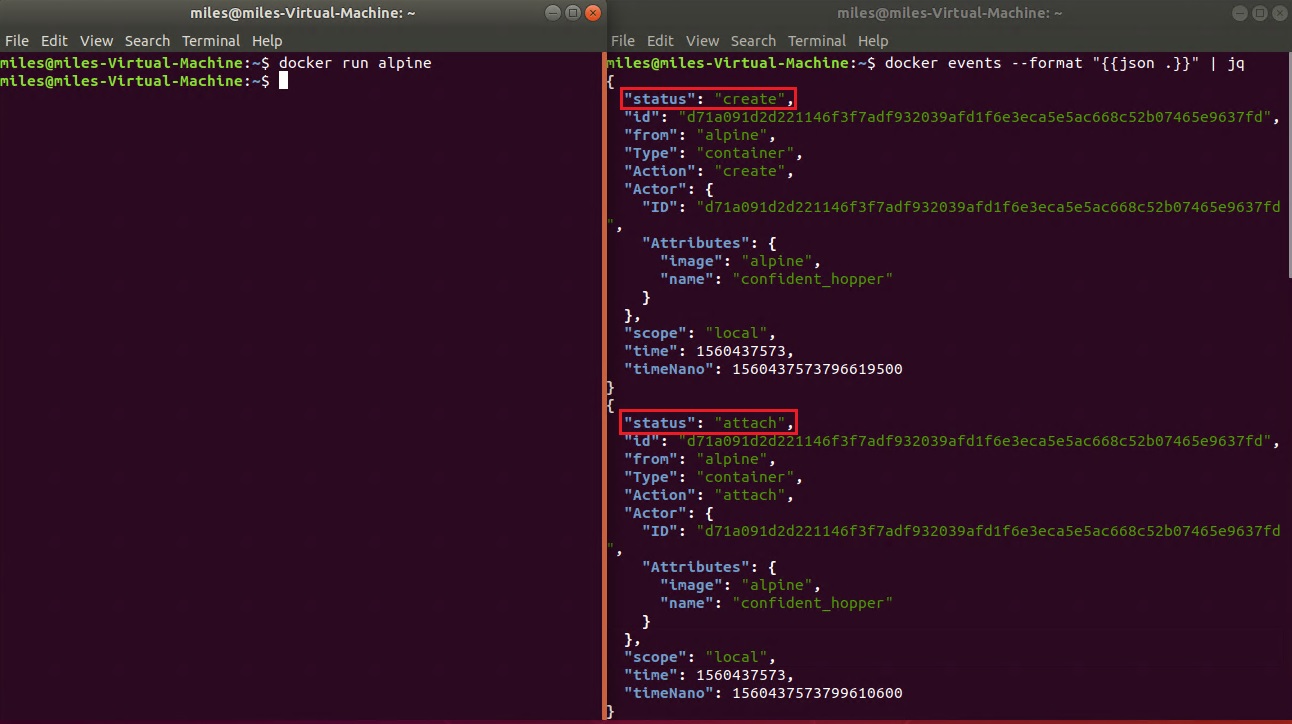 miles@miles-Virtual-Machine: ~
File Edit View Search Terminal Help
miles@miles-Virtual-Machine:~$ docker run alpine
miles@miles-Virtual-Machine:~$
miles@miles-Virtual-Machine: ~
File Edit View Search Terminal Help
miles@miles-Virtual-Machine:~$ docker events --format "{{json .}}" | jq
{
  "status": "create",
  "id": "d71a091d2d221146f3f7adf932039afd1f6e3eca5e5ac668c52b07465e9637fd",
  "from": "alpine",
  "Type": "container",
  "Action": "create",
  "Actor": {
    "ID": "d71a091d2d221146f3f7adf932039afd1f6e3eca5e5ac668c52b07465e9637fd
",
    "Attributes": {
      "image": "alpine",
      "name": "confident_hopper"
    }
  },
  "scope": "local",
  "time": 1560437573,
  "timeNano": 1560437573796619500
}
{
  "status": "attach",
  "id": "d71a091d2d221146f3f7adf932039afd1f6e3eca5e5ac668c52b07465e9637fd",
  "from": "alpine",
  "Type": "container",
  "Action": "attach",
  "Actor": {
    "ID": "d71a091d2d221146f3f7adf932039afd1f6e3eca5e5ac668c52b07465e9637fd
",
    "Attributes": {
      "image": "alpine",
      "name": "confident_hopper"
    }
  },
  "scope": "local",
  "time": 1560437573,
  "timeNano": 1560437573799610600
}